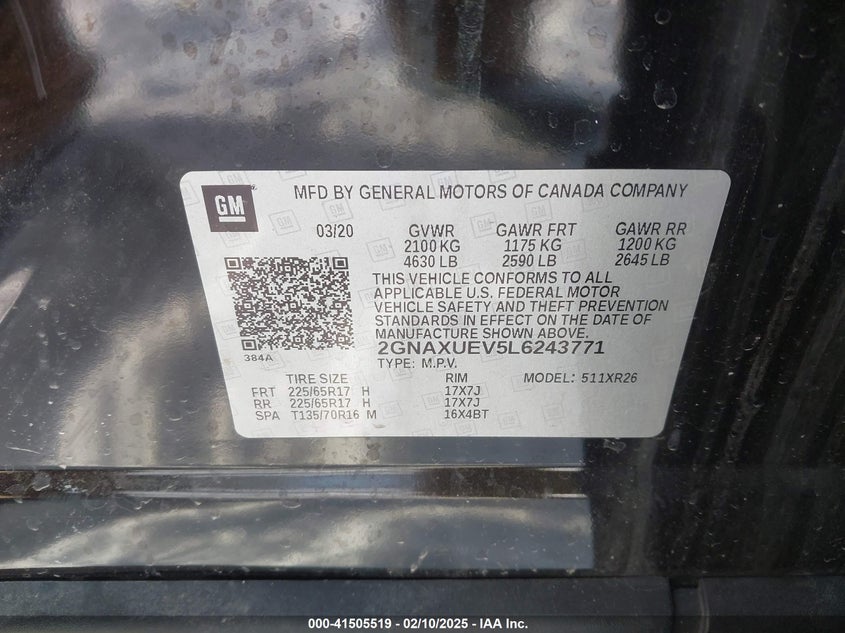 GM
MFD BY GENERAL MOTORS OF CANADA COMPANY
03/20 GVWR GAWR FRT GAWR RR
2100 KG 1175 KG 1200 KG
4630 LB 2590 LB 2645 LB
THIS VEHICLE CONFORMS TO ALL
APPLICABLE U.S. FEDERAL MOTOR
VEHICLE SAFETY AND THEFT PREVENTION
STANDARDS IN EFFECT ON THE DATE OF
MANUFACTURE SHOWN ABOVE.
384A
2GNAXUEV5L6243771
TYPE: M.P.V.
TIRE SIZE RIM MODEL: 511XR26
FRT 225/65R17 H 17X7J
RR 225/65R17 H 17X7J
SPA T135/70R16 M 16X4BT
000-41505519 - 02/10/2025 - IAA Inc.